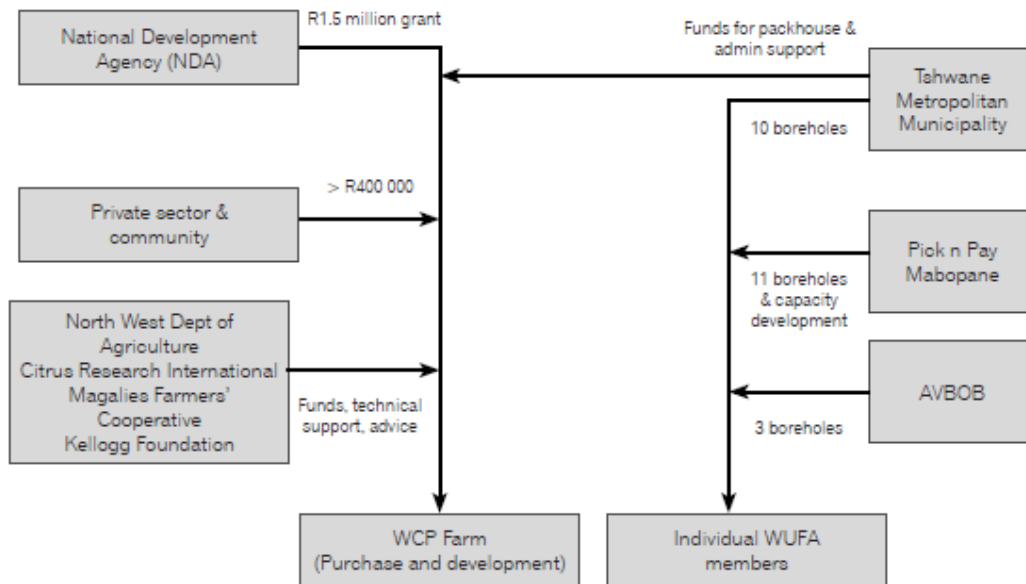 R1.5 million grant
National Development
Agency (NDA)
Funds for packhouse &
admin support
Tshwane
Metropolitan
Municipality
10 boreholes
> R400 000
Private sector &
community
Pick n Pay
Mabopane
11 boreholes
& capacity
development
North West Dept of
Agriculture
Citrus Research International
Magalies Farmers'
Cooperative
Kellogg Foundation
Funds, technical
support, advice
AVBOB
3 boreholes
WCP Farm
(Purchase and development)
Individual WUFA
members